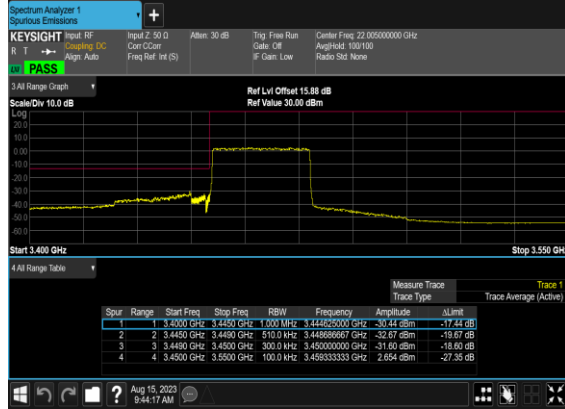 Spectrum Analyzer 1
Spurious Emissions
KEYSIGHT Input: RF Input Z: 50 Ω Atten: 30 dB Trig: Free Run Center Freq: 22.005000000 GHz
R T Coupling: DC Corr CCorr Gate: Off Avg|Hold: 100/100
Align: Auto Freq Ref: Int (S) IF Gain: Low Radio Std: None
PASS
3 All Range Graph
Ref Lvl Offset 15.88 dB
Scale/Div 10.0 dB Ref Value 30.00 dBm
Log
20.0
10.0
0.00
-10.0
-20.0
-30.0
-40.0
-50.0
-60.0
Start 3.400 GHz Stop 3.550 GH
4 All Range Table
Measure Trace Trace 1
Trace Type Trace Average (Active)
Spur Range Start Freq Stop Freq RBW Frequency Amplitude ΔLimit
1 1 3.4000 GHz 3.4450 GHz 1.000 MHz 3.444625000 GHz -30.44 dBm -17.44 dB
2 2 3.4450 GHz 3.4490 GHz 510.0 kHz 3.448686667 GHz -32.67 dBm -19.67 dB
3 3 3.4490 GHz 3.4500 GHz 300.0 kHz 3.450000000 GHz -31.60 dBm -18.60 dB
4 4 3.4500 GHz 3.5500 GHz 100.0 kHz 3.459333333 GHz 2.654 dBm -27.35 dB
Aug 15, 2023
9:44:17 AM